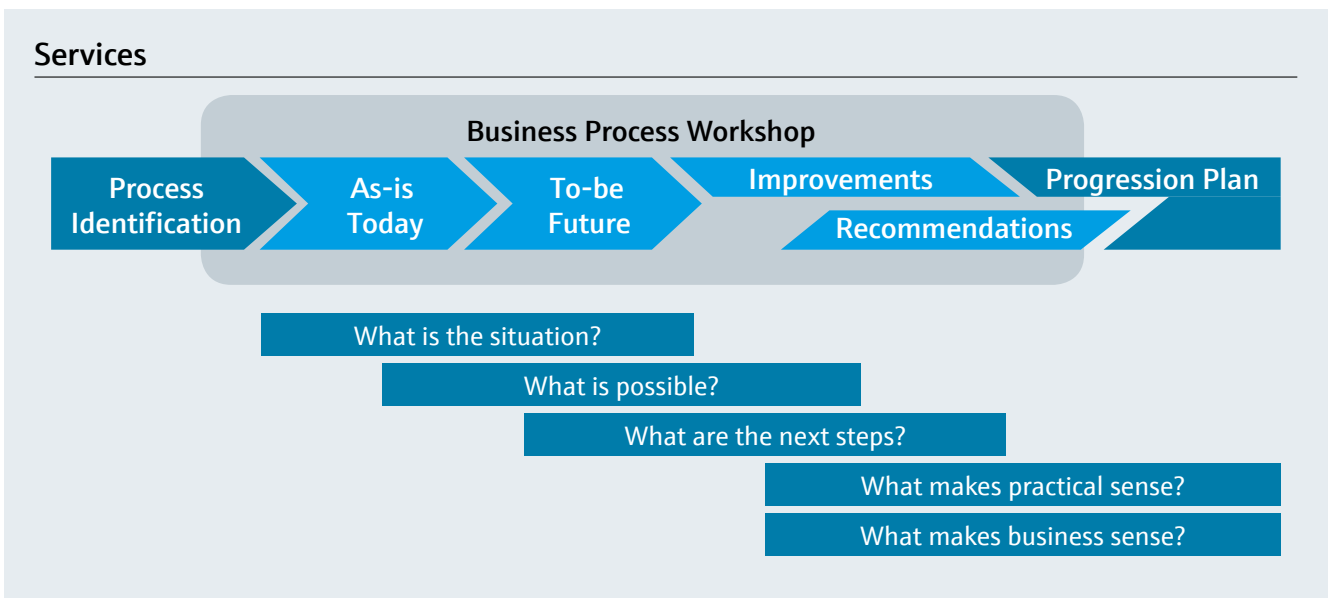 Services
Business Process Workshop
Process
Identification
As-is
Today
To-be
Future
Improvements
Recommendations
Progression Plan
What is the situation?
What is possible?
What are the next steps?
What makes practical sense?
What makes business sense?